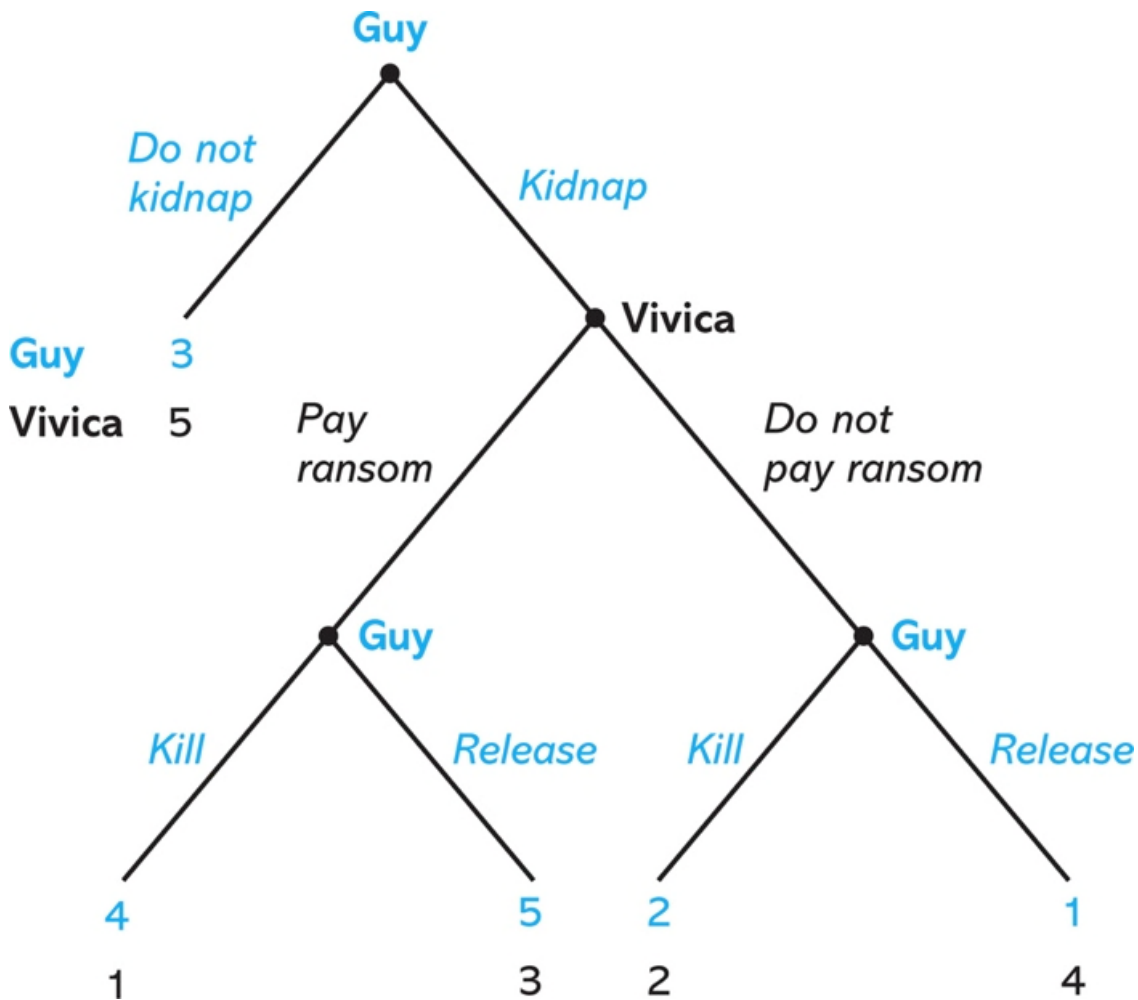 Guy
Do not
kidnap
Kidnap
Vivica
Guy 3
Vivica 5
Pay
ransom
Do not
pay ransom
Guy
Guy
Kill
Release
Kill
Release
4 5 2 1
1 3 2 4